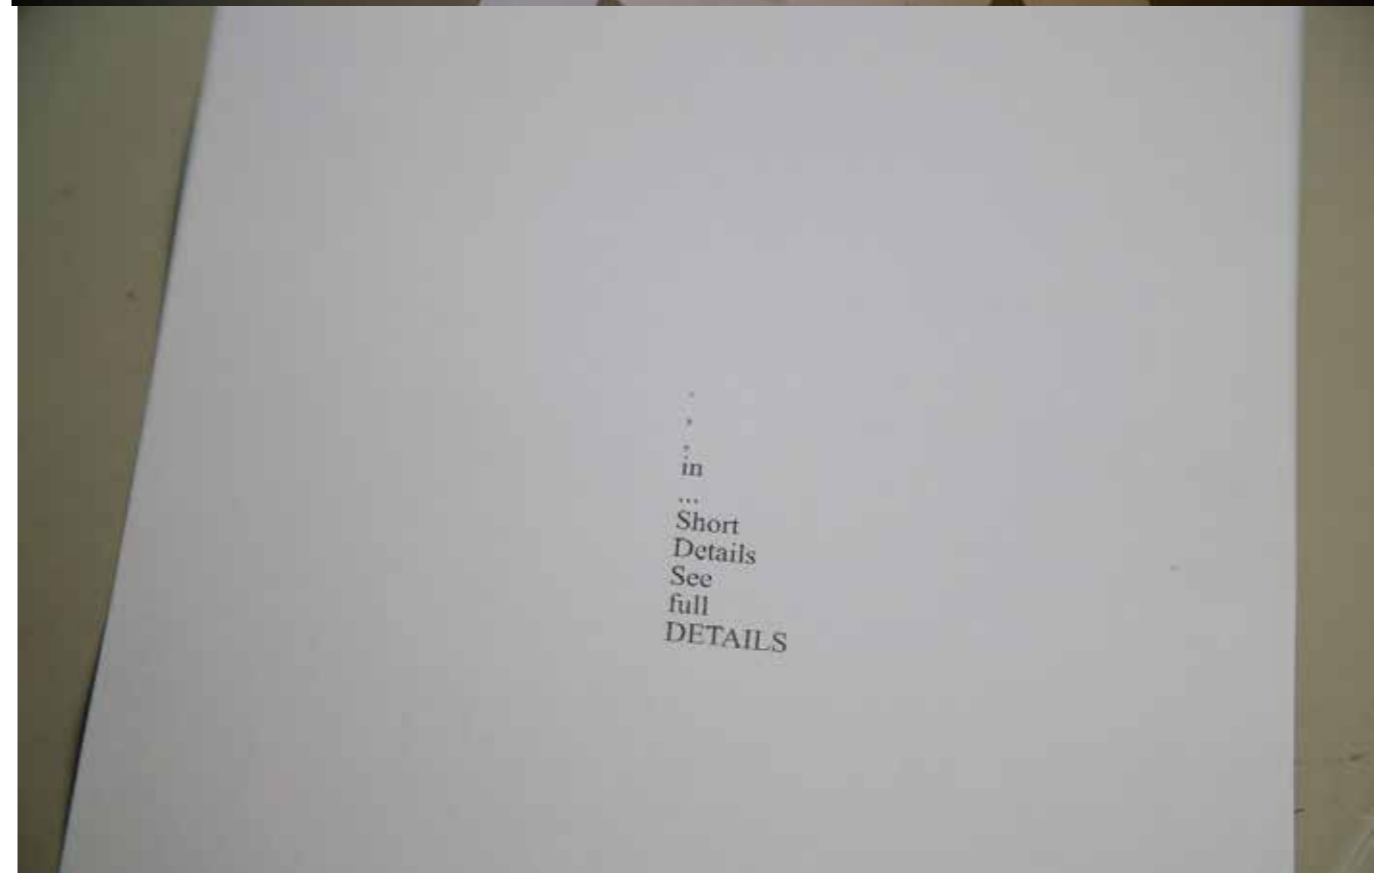 .
,
:
in
...
Short
Details
See
full
DETAILS